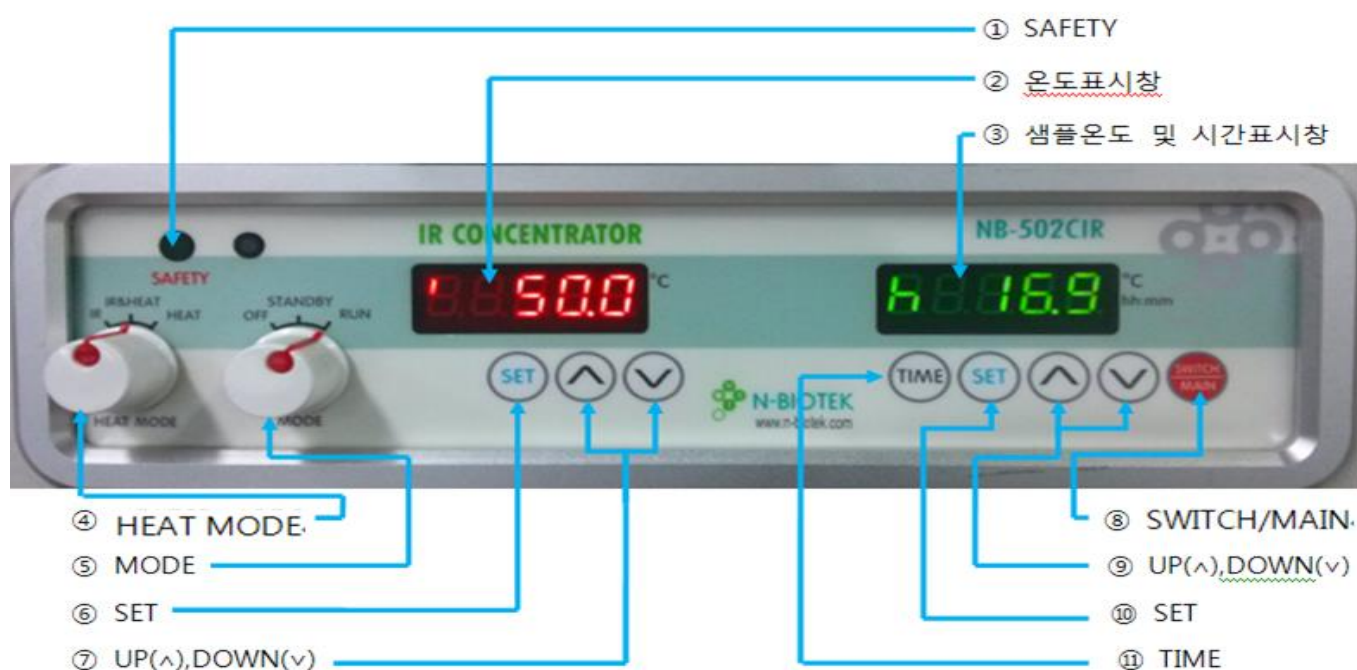 ① SAFETY
② 온도표시창
③ 샘플온도 및 시간표시창
IR CONCENTRATOR
NB-502CIR
SAFETY
IR IR&HEAT HEAT
OFF STANDBY RUN
' 50.0 °C
h 16.9 °C
hh:mm
SET ∧ ∨
TIME SET ∧ ∨ SWITCH
MAIN
N-BIOTEK
www.n-biotek.com
HEAT MODE
MODE
④ HEAT MODE
⑤ MODE
⑥ SET
⑦ UP(∧),DOWN(∨)
⑧ SWITCH/MAIN
⑨ UP(∧),DOWN(∨)
⑩ SET
⑪ TIME